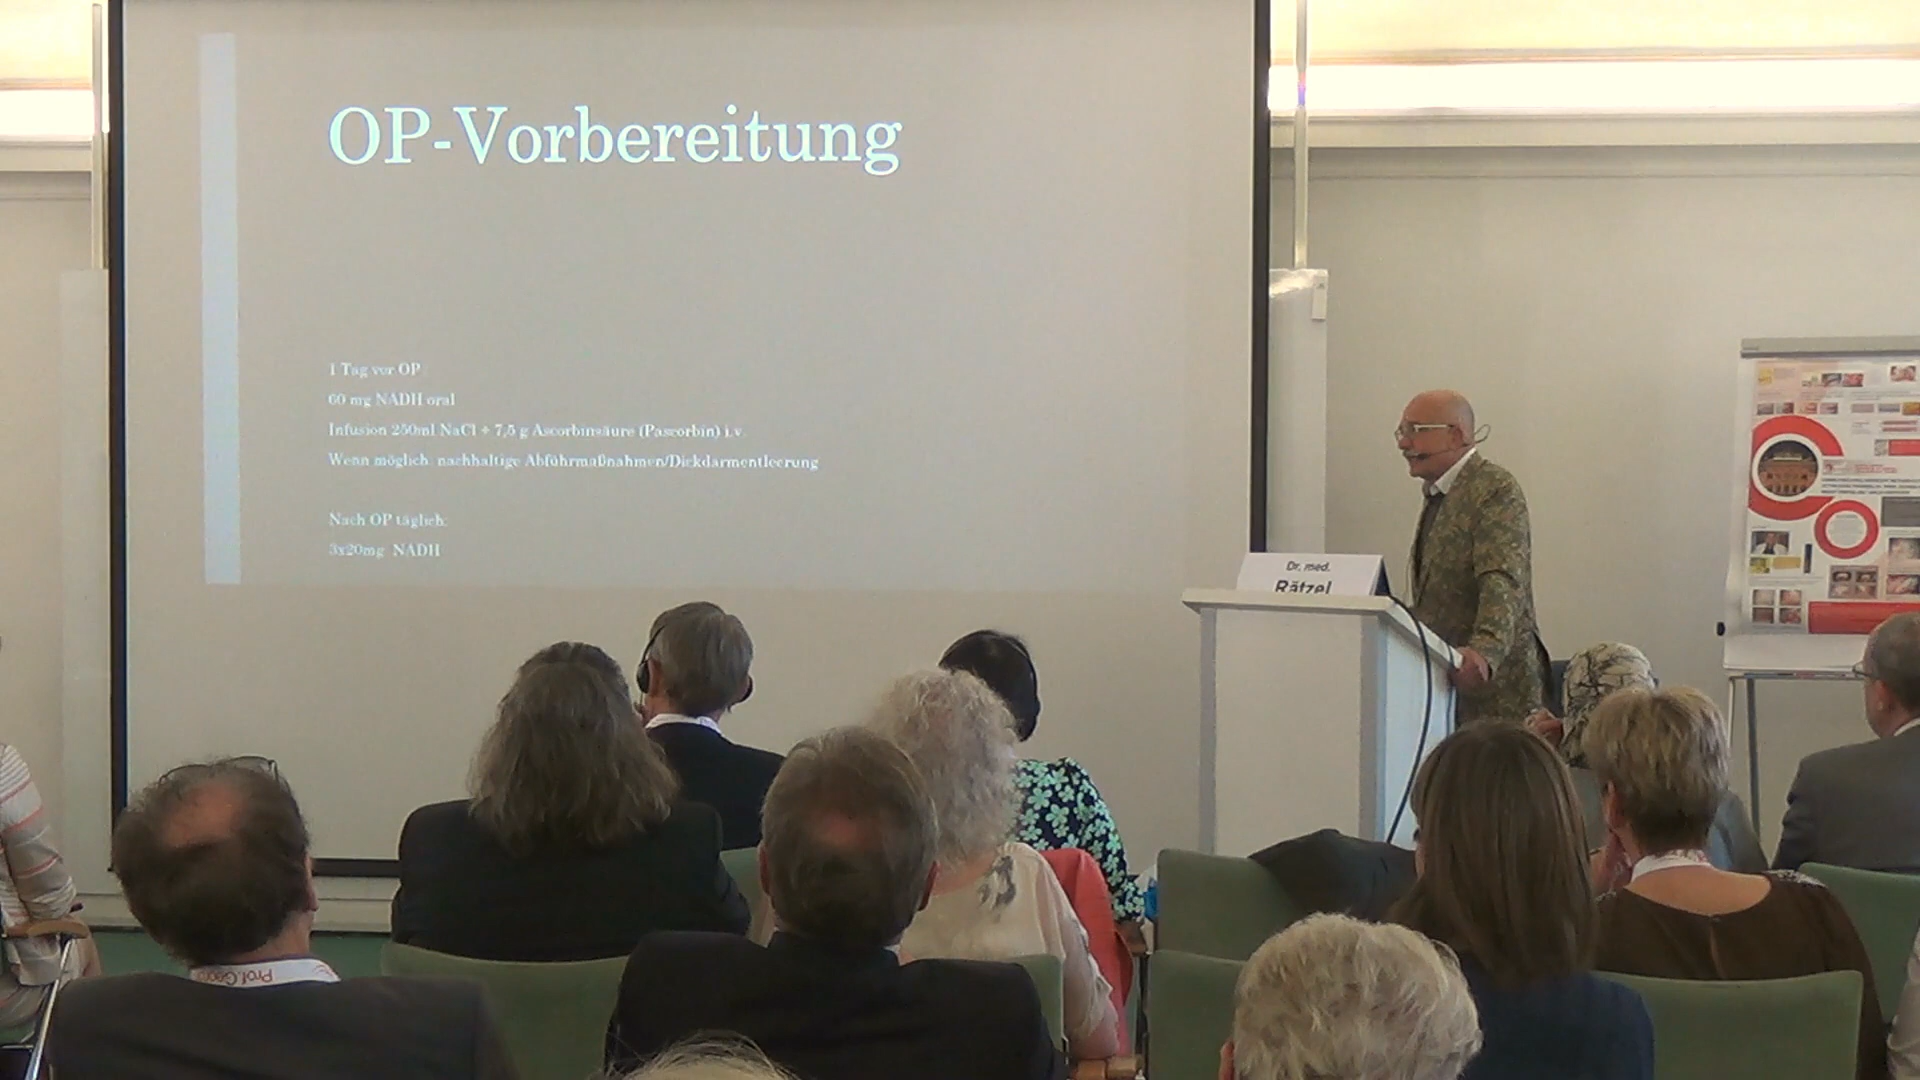 OP-Vorbereitung
1 Tag vor OP
60 mg NADH oral
Infusion 250ml NaCl + 7,5 g Ascorbinsäure (Pascorbin) i.v.
Wenn möglich: nachhaltige Abführmaßnahmen/Dickdarmentleerung
Nach OP täglich:
3x20mg NADH
Dr. med.
Rätzel